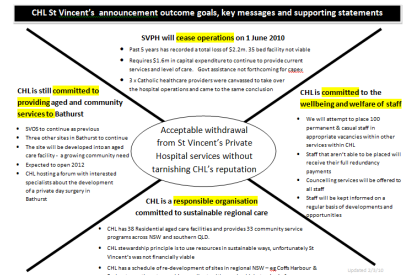 CHL St Vincent's announcement outcome goals, key messages and supporting statements
SVPH will cease operations on 1 June 2010
• Past 5 years has recorded a total loss of $2.2m. 35 bed facility not viable
• Requires $1.6m in capital expenditure to continue to provide current
services and level of care. Govt assistance not forthcoming for capex
• 3 x Catholic healthcare providers were canvassed to take over
the hospital operations and came to the same conclusion
CHL is still committed to
providing aged and community
services to Bathurst
• SVOS to continue as previous
• Three other sites in Bathurst to continue
• The site will be developed into an aged
care facility - a growing community need
• Expected to open 2012
• CHL hosting a forum with interested
specialists about the development
of a private day surgery in
Bathurst
Acceptable withdrawal
from St Vincent's Private
Hospital services without
tarnishing CHL's reputation
CHL is committed to the
wellbeing and welfare of staff
• We will attempt to place 100
permanent & casual staff in
appropriate vacancies within other
services within CHL
• Staff that aren't able to be placed will
receive their full redundancy
payments
• Councelling services will be offered to
all staff
• Staff will be kept informed on a
regular basis of developments and
opportunities
CHL is a responsible organisation
committed to sustainable regional care
• CHL has 38 Residential aged care facilities and provides 33 community service
programs across NSW and southern QLD.
• CHL stewardship principle is to use resources in sustainable ways, unfortunately St
Vincent's was not financially viable
• CHL has a schedule of re-development of sites in regional NSW – eg Coffs Harbour &